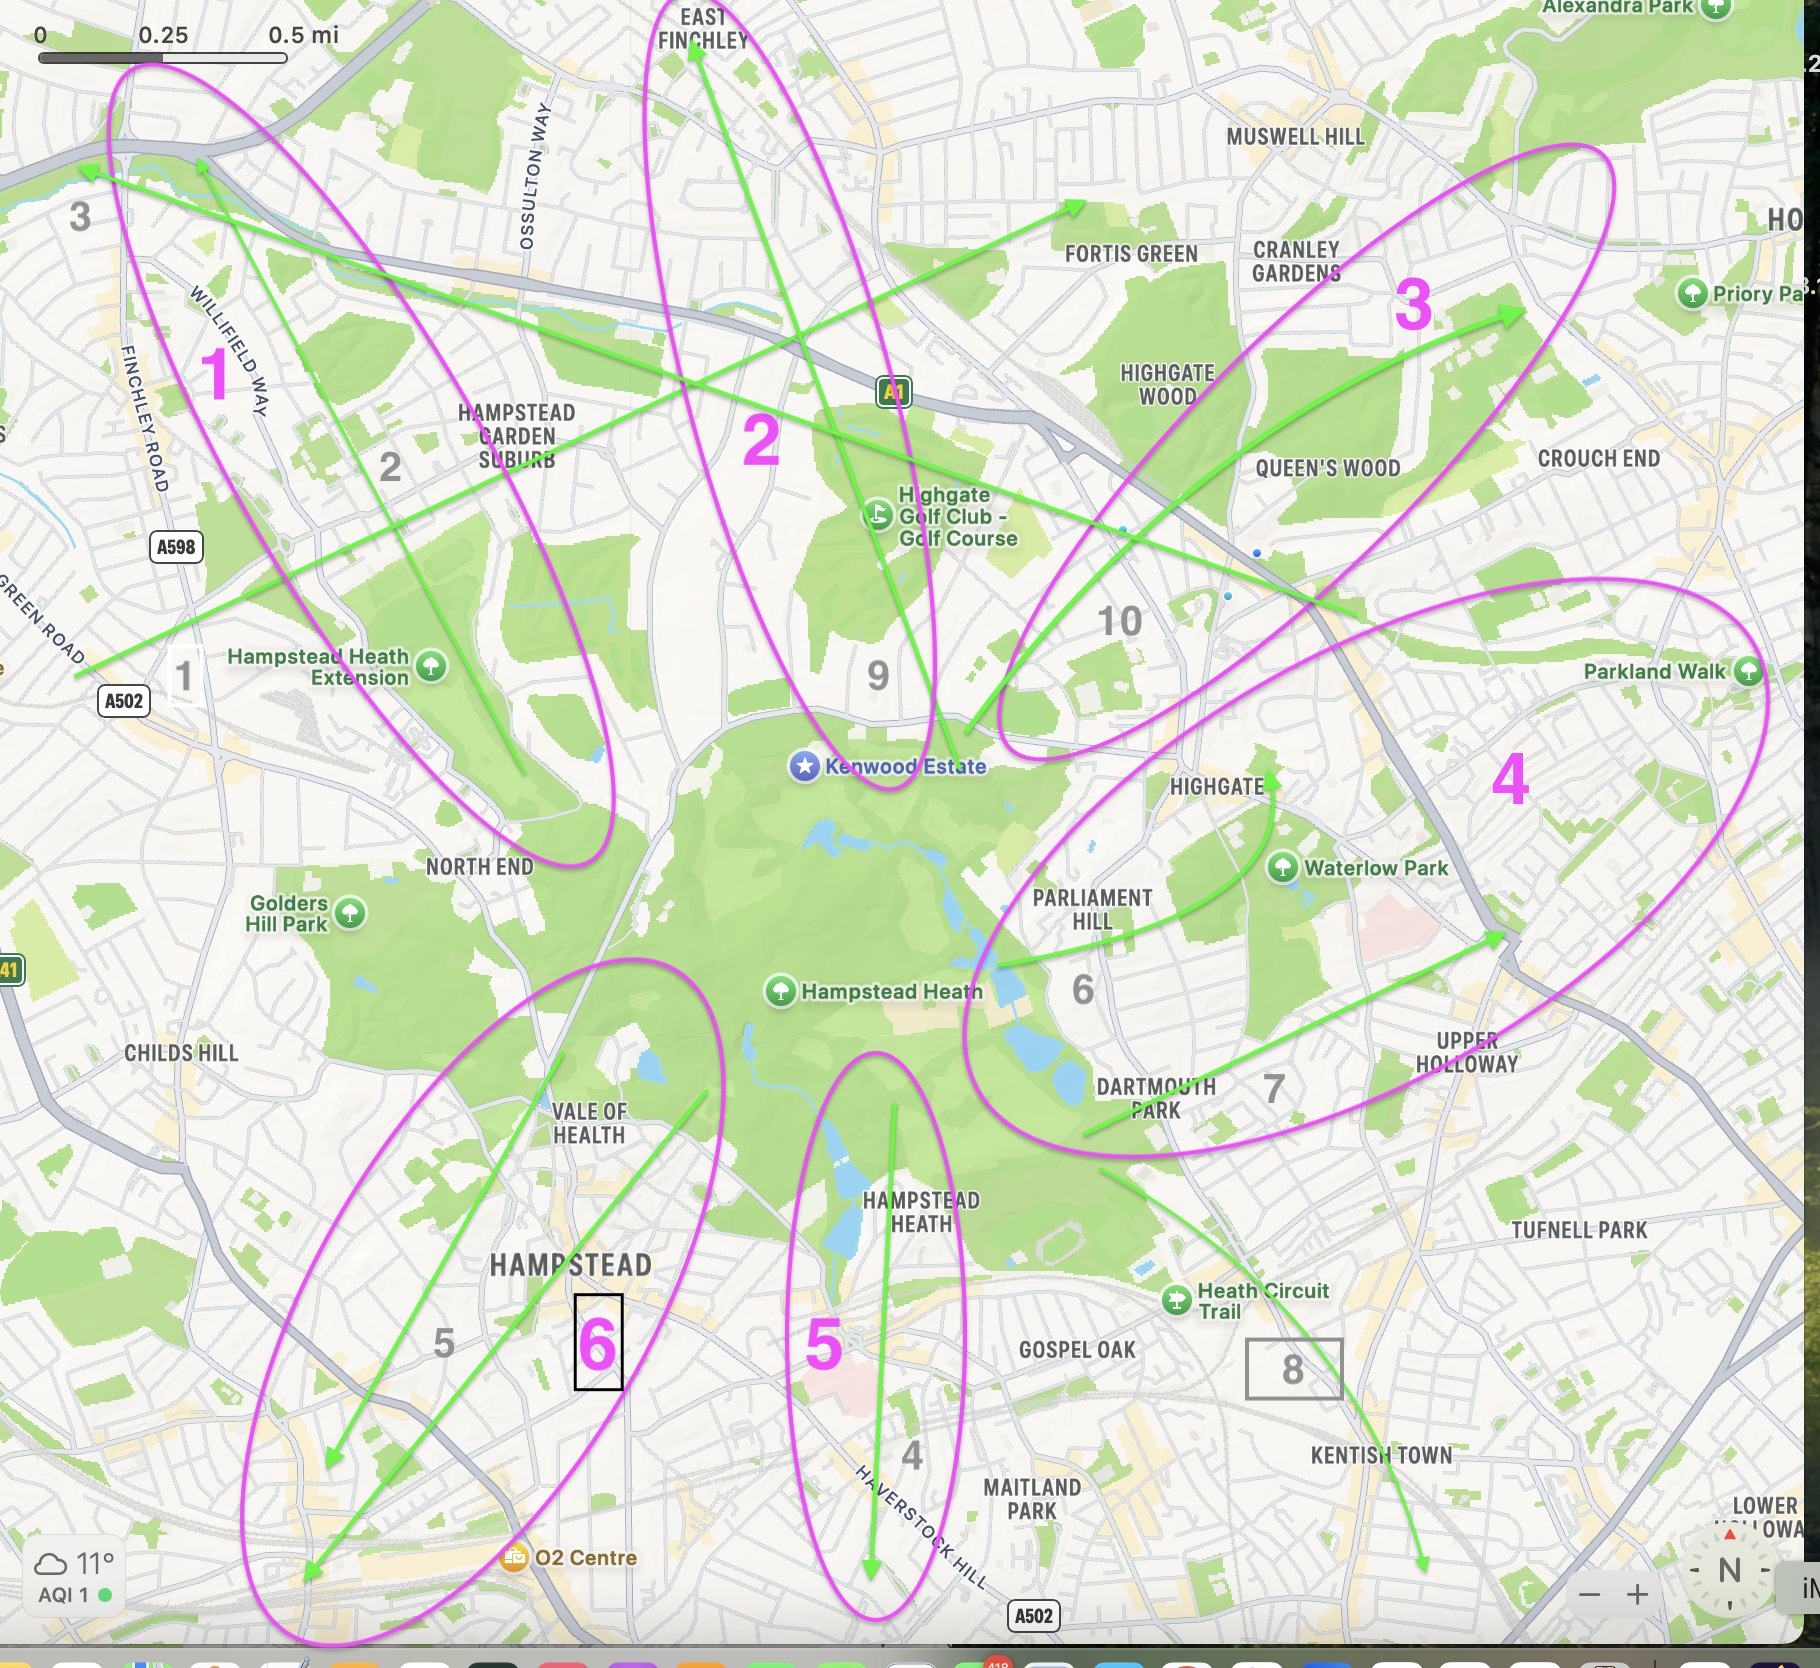 EAST
FINCHLEY
Alexandra Park
0 0.25 0.5 mi
MUSWELL HILL
OSSULTON WAY
3
HO
FORTIS GREEN
CRANLEY
GARDENS
Priory Pa
3
WILLIFIELD WAY
1
FINCHLEY ROAD
HIGHGATE
WOOD
A1
HAMPSTEAD
GARDEN
SUBURB
2
2
QUEEN'S WOOD
CROUCH END
Highgate
Golf Club -
Golf Course
A598
GREEN ROAD
10
Hampstead Heath
Extension
1
9
Parkland Walk
A502
Kenwood Estate
HIGHGATE
4
NORTH END
Waterlow Park
Golders
Hill Park
PARLIAMENT
HILL
41
Hampstead Heath
6
CHILDS HILL
UPPER
HOLLOWAY
DARTMOUTH
PARK
7
VALE OF
HEALTH
HAMPSTEAD
HEATH
TUFNELL PARK
HAMPSTEAD
Heath Circuit
Trail
5
6
5
GOSPEL OAK
8
4
KENTISH TOWN
HAVERSTOCK HILL
MAITLAND
PARK
LOWER
11°
AQI 1
O2 Centre
N
A502
418